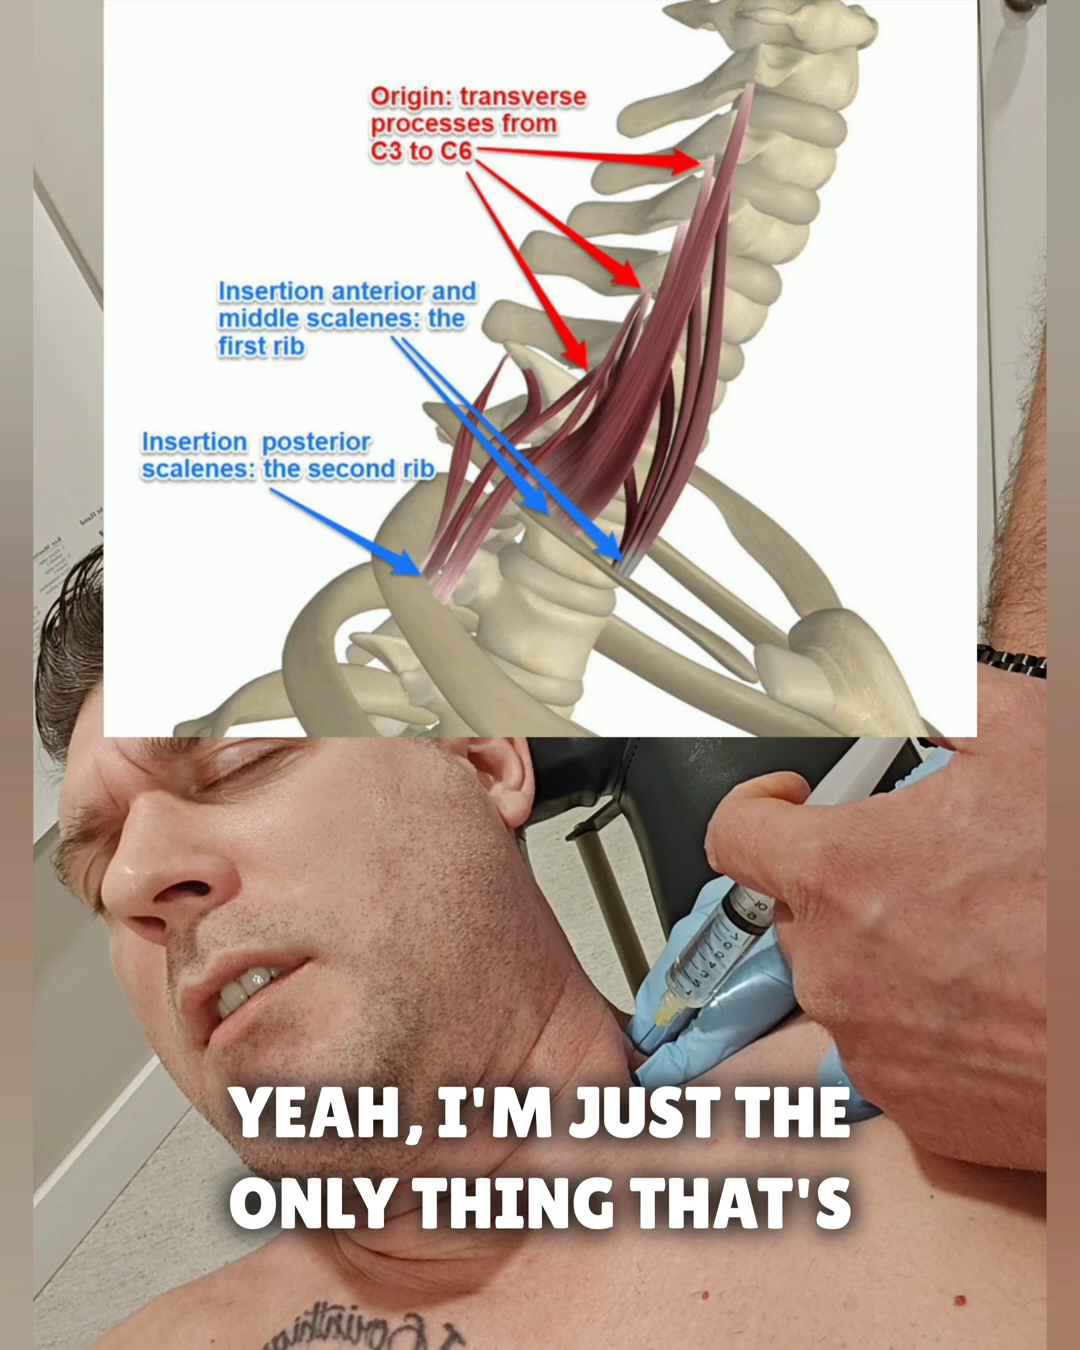 Origin: transverse
processes from
C3 to C6
Insertion anterior and
middle scalenes: the
first rib
Insertion posterior
scalenes: the second rib
YEAH, I'M JUST THE
ONLY THING THAT'S